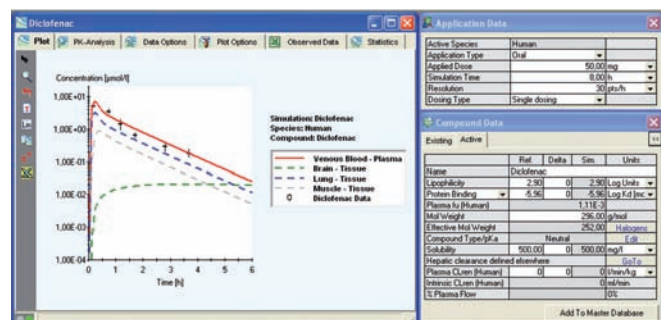 Diclofenac
Plot PK-Analysis Data Options Plot Options Observed Data Statistics
Concentration [µmol/l]
1,00E+01
1,00E+00
1,00E-01
1,00E-02
1,00E-03
1,00E-04
0 1 2 3 4 5 6
Time [h]
Simulation: Diclofenac
Species: Human
Compound: Diclofenac
Venous Blood - Plasma
Brain - Tissue
Lung - Tissue
Muscle - Tissue
Diclofenac Data
Application Data
Active Species Human
Application Type Oral
Applied Dose 50,00 mg
Simulation Time 8,00 h
Resolution 30 pts/h
Dosing Type Single dosing
Compound Data
Existing Active <<
Ref. Delta Sim. Units
Name Diclofenac
Lipophilicity 2,90 0 2,90 Log Units
Protein Binding -5,96 0 -5,96 Log Kd [mc
Plasma fu (Human) 1,11E-3
Mol Weight 296,00 g/mol
Effective Mol Weight 252,00 Halogens
Compound Type/pKa Neutral Edit
Solubility 500,00 0 500,00 mg/l
Hepatic clearance defined elsewhere GoTo
Plasma CLren (Human) 0 0 0 l/min/kg
Intrinsic CLren (Human) 0 ml/min
% Plasma Flow 0%
Add To Master Database